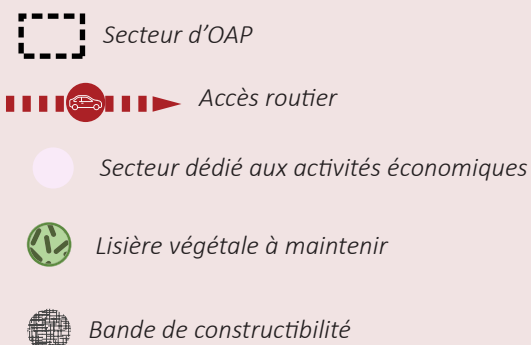 Secteur d’OAP
Accès routier
Secteur dédié aux activités économiques
Lisière végétale à maintenir
Bande de constructibilité